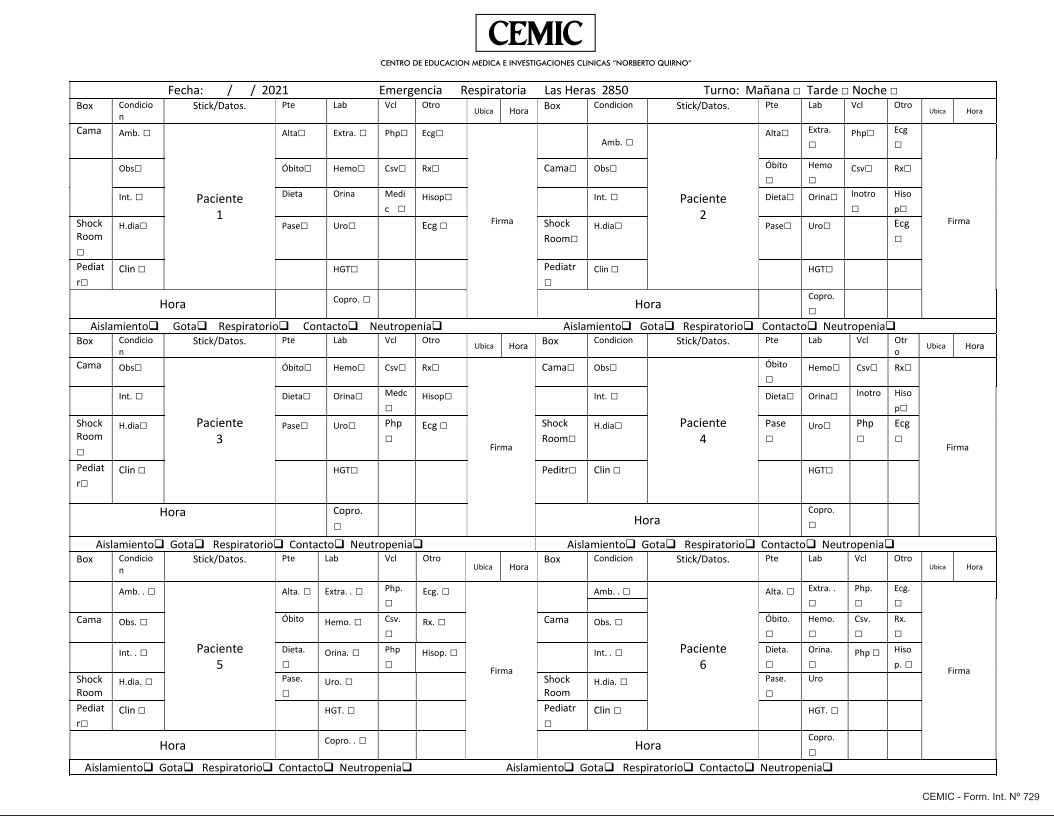 CEMIC
CENTRO DE EDUCACION MEDICA E INVESTIGACIONES CLINICAS “NORBERTO QUIRNO”
Fecha: / / 2021 Emergencia Respiratoria Las Heras 2850 Turno: Mañana □ Tarde □ Noche □
Box Condicion Stick/Datos. Pte Lab Vcl Otro Ubica Hora Box Condicion Stick/Datos. Pte Lab Vcl Otro Ubica Hora
Cama Amb. □ Alta□ Extra. □ Php□ Ecg□ Amb. □ Alta□ Extra. □ Php□ Ecg □
Obs□ Óbito□ Hemo□ Csv□ Rx□ Cama□ Obs□ Óbito □ Hemo □ Csv□ Rx□
Int. □ Paciente 1 Dieta Orina Medic □ Hisop□ Firma Int. □ Paciente 2 Dieta□ Orina□ Inotro □ Hisop□ Firma
Shock Room □ H.dia□ Pase□ Uro□ Ecg □ Shock Room□ H.dia□ Pase□ Uro□ Ecg □
Pediatr□ Clin □ HGT□ Pediatr □ Clin □ HGT□
Hora Copro. □ Hora Copro. □
Aislamiento❑ Gota❑ Respiratorio❑ Contacto❑ Neutropenia❑ Aislamiento❑ Gota❑ Respiratorio❑ Contacto❑ Neutropenia❑
Box Condicion Stick/Datos. Pte Lab Vcl Otro Ubica Hora Box Condicion Stick/Datos. Pte Lab Vcl Otro Ubica Hora
Cama Obs□ Óbito□ Hemo□ Csv□ Rx□ Cama□ Obs□ Óbito □ Hemo□ Csv□ Rx□
Int. □ Dieta□ Orina□ Medc □ Hisop□ Int. □ Dieta□ Orina□ Inotro Hisop□
Shock Room □ H.dia□ Paciente 3 Pase□ Uro□ Php □ Ecg □ Firma Shock Room□ H.dia□ Paciente 4 Pase □ Uro□ Php □ Ecg □ Firma
Pediatr□ Clin □ HGT□ Peditr□ Clin □ HGT□
Hora Copro. □ Hora Copro. □
Aislamiento❑ Gota❑ Respiratorio❑ Contacto❑ Neutropenia❑ Aislamiento❑ Gota❑ Respiratorio❑ Contacto❑ Neutropenia❑
Box Condicion Stick/Datos. Pte Lab Vcl Otro Ubica Hora Box Condicion Stick/Datos. Pte Lab Vcl Otro Ubica Hora
Amb. . □ Alta. □ Extra. . □ Php. □ Ecg. □ Amb. . □ Alta. □ Extra. . □ Php. □ Ecg. □
Cama Obs. □ Óbito Hemo. □ Csv. □ Rx. □ Cama Obs. □ Óbito. □ Hemo. □ Csv. □ Rx. □
Int. . □ Paciente 5 Dieta. □ Orina. □ Php □ Hisop. □ Firma Int. . □ Paciente 6 Dieta. □ Orina. □ Php □ Hisop. □ Firma
Shock Room H.dia. □ Pase. □ Uro. □ Shock Room H.dia. □ Pase. □ Uro
Pediatr□ Clin □ HGT. □ Pediatr □ Clin □ HGT. □
Hora Copro. . □ Hora Copro. □
Aislamiento❑ Gota❑ Respiratorio❑ Contacto❑ Neutropenia❑ Aislamiento❑ Gota❑ Respiratorio❑ Contacto❑ Neutropenia❑
CEMIC - Form. Int. Nº 729